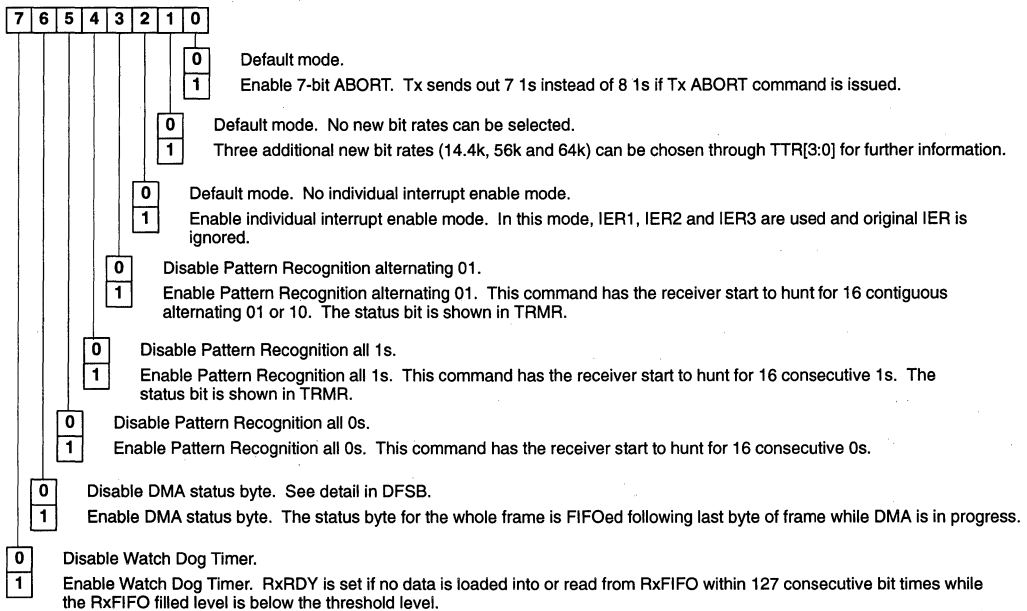 7 6 5 4 3 2 1 0
0 Default mode.
1 Enable 7-bit ABORT. Tx sends out 7 1s instead of 8 1s if Tx ABORT command is issued.
0 Default mode. No new bit rates can be selected.
1 Three additional new bit rates (14.4k, 56k and 64k) can be chosen through TTR[3:0] for further information.
0 Default mode. No individual interrupt enable mode.
1 Enable individual interrupt enable mode. In this mode, IER1, IER2 and IER3 are used and original IER is
ignored.
0 Disable Pattern Recognition alternating 01.
1 Enable Pattern Recognition alternating 01. This command has the receiver start to hunt for 16 contiguous
alternating 01 or 10. The status bit is shown in TRMR.
0 Disable Pattern Recognition all 1s.
1 Enable Pattern Recognition all 1s. This command has the receiver start to hunt for 16 consecutive 1s. The
status bit is shown in TRMR.
0 Disable Pattern Recognition all 0s.
1 Enable Pattern Recognition all 0s. This command has the receiver start to hunt for 16 consecutive 0s.
0 Disable DMA status byte. See detail in DFSB.
1 Enable DMA status byte. The status byte for the whole frame is FIFOed following last byte of frame while DMA is in progress.
0 Disable Watch Dog Timer.
1 Enable Watch Dog Timer. RxRDY is set if no data is loaded into or read from RxFIFO within 127 consecutive bit times while
the RxFIFO filled level is below the threshold level.